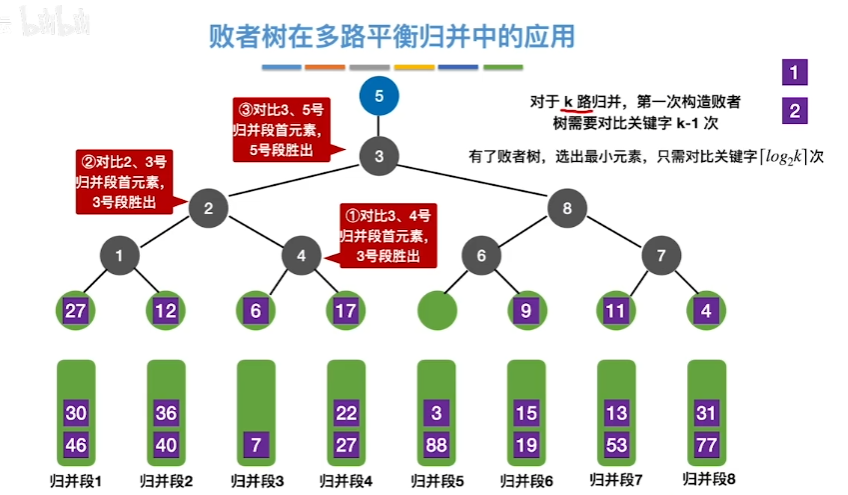 bilibili
败者树在多路平衡归并中的应用
1
2
对于 k 路归并，第一次构造败者
树需要对比关键字 k-1 次
有了败者树，选出最小元素，只需对比关键字⌈log₂k⌉次
③对比3、5号
归并段首元素，
5号段胜出
②对比2、3号
归并段首元素，
3号段胜出
①对比3、4号
归并段首元素，
3号段胜出
5
3
2 8
1 4 6 7
27 12 6 17 9 11 4
30 36 22 3 15 13 31
46 40 7 27 88 19 53 77
归并段1 归并段2 归并段3 归并段4 归并段5 归并段6 归并段7 归并段8